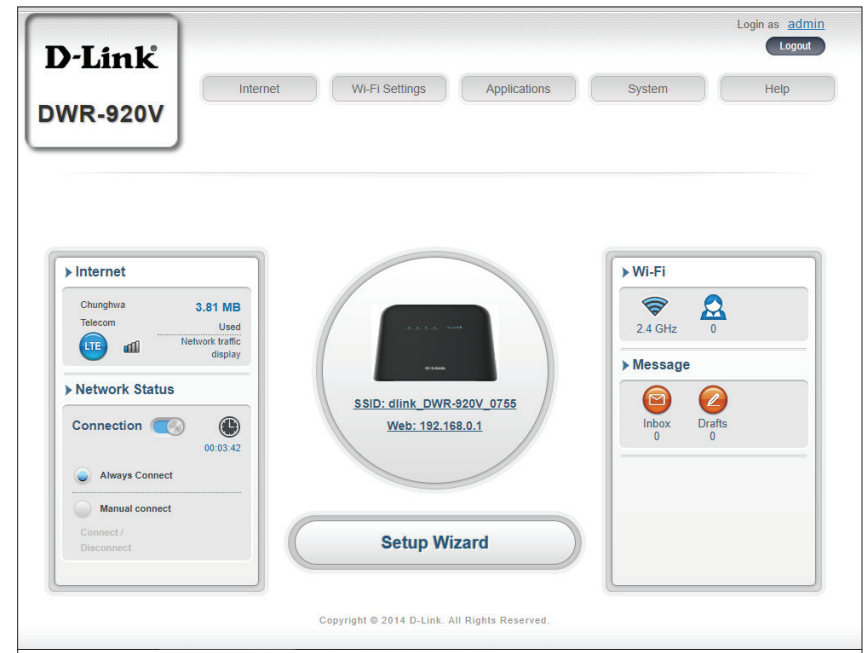 Login as admin
Logout
D-Link®
DWR-920V
Internet
Wi-Fi Settings
Applications
System
Help
Internet
Chunghwa
Telecom
3.81 MB
Used
LTE
Network traffic
display
Network Status
Connection
00:03:42
Always Connect
Manual connect
Connect /
Disconnect
D-Link
SSID: dlink_DWR-920V_0755
Web: 192.168.0.1
Setup Wizard
Wi-Fi
2.4 GHz
0
Message
Inbox
0
Drafts
0
Copyright © 2014 D-Link. All Rights Reserved.